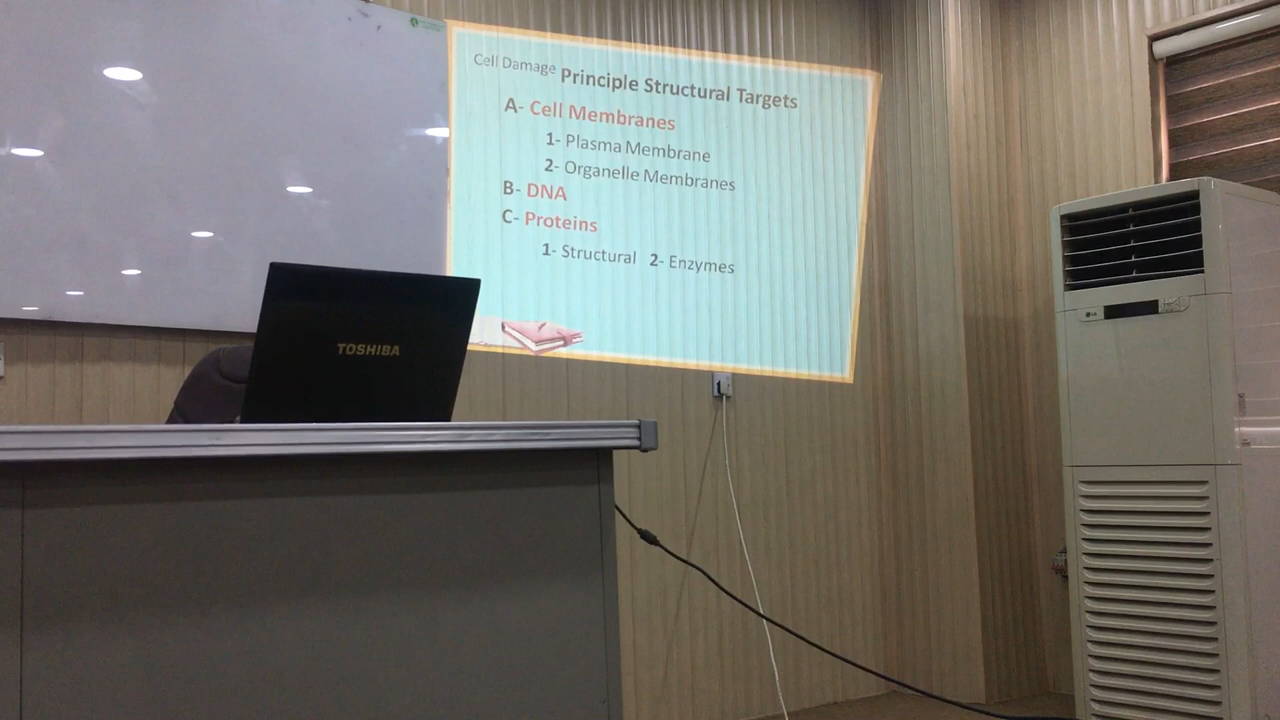 Cell Damage Principle Structural Targets
A- Cell Membranes
1- Plasma Membrane
2- Organelle Membranes
B- DNA
C- Proteins
1- Structural 2- Enzymes
TOSHIBA
LG